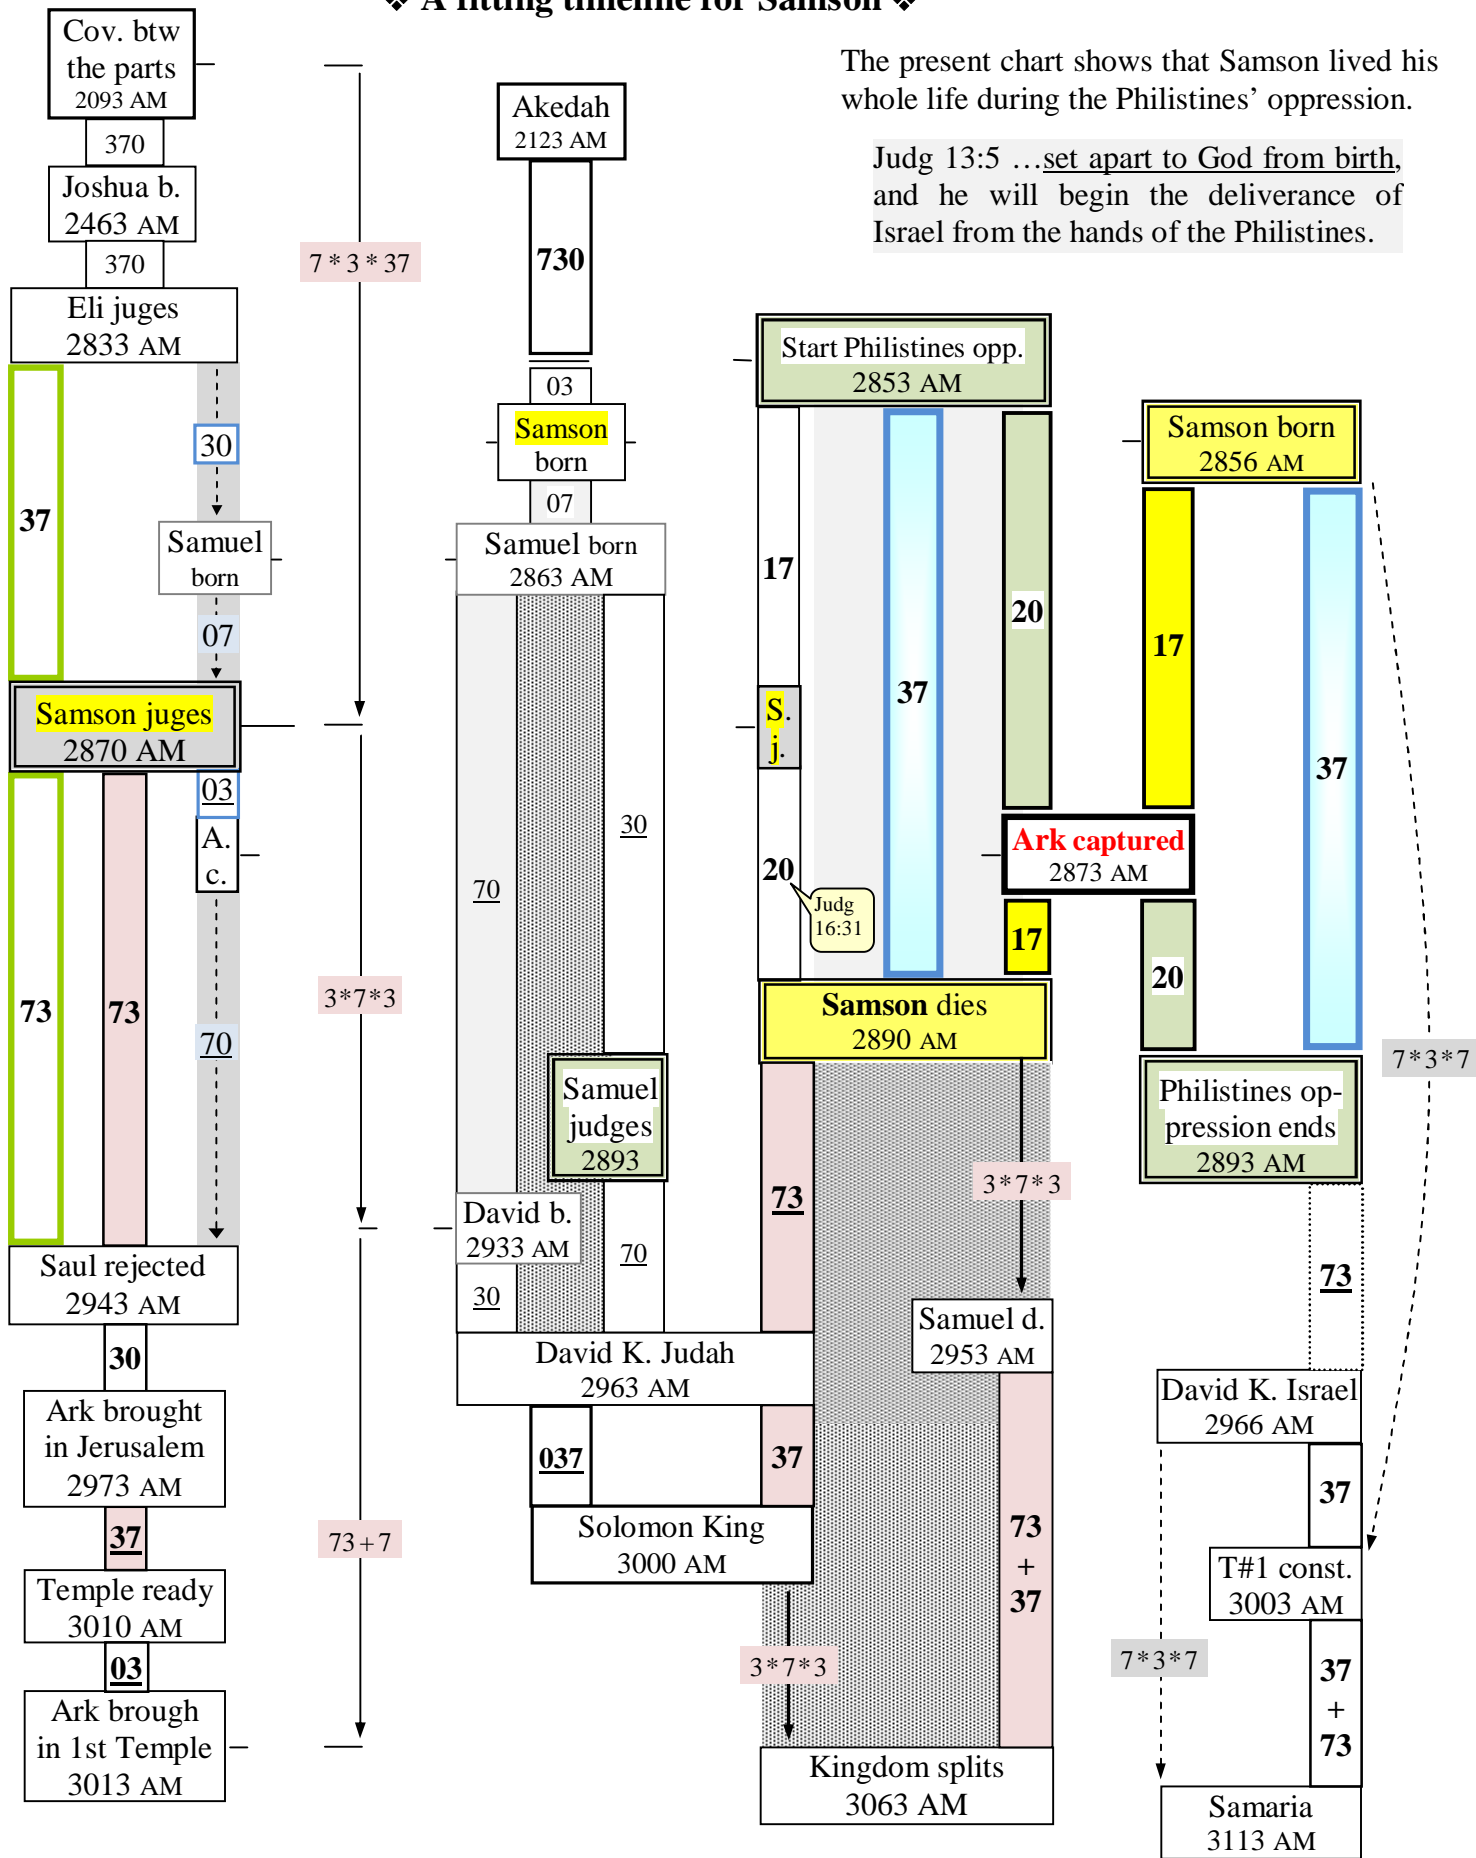 ❖ A fitting timeline for Samson ❖
The present chart shows that Samson lived his
whole life during the Philistines’ oppression.
Judg 13:5 …set apart to God from birth,
and he will begin the deliverance of
Israel from the hands of the Philistines.
Cov. btw
the parts
2093 AM
370
Joshua b.
2463 AM
370
Eli juges
2833 AM
37
30
Samuel
born
07
Samson juges
2870 AM
73
73
03
A.
c.
70
Saul rejected
2943 AM
30
Ark brought
in Jerusalem
2973 AM
37
Temple ready
3010 AM
03
Ark brough
in 1st Temple
3013 AM
7*3*37
3*7*3
73+7
Akedah
2123 AM
730
03
Samson
born
07
Samuel born
2863 AM
70
30
Samuel
judges
2893
David b.
2933 AM
30
70
David K. Judah
2963 AM
037
37
Solomon King
3000 AM
3*7*3
Start Philistines opp.
2853 AM
17
37
20
S.
j.
20
Judg
16:31
Ark captured
2873 AM
17
Samson dies
2890 AM
73
3*7*3
Samuel d.
2953 AM
73
+
37
Kingdom splits
3063 AM
Samson born
2856 AM
17
37
20
7*3*7
Philistines op-
pression ends
2893 AM
73
David K. Israel
2966 AM
37
T#1 const.
3003 AM
7*3*7
37
+
73
Samaria
3113 AM